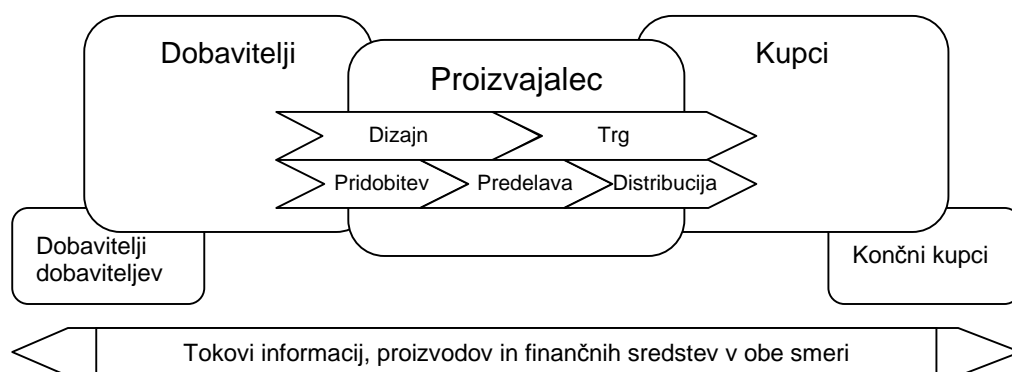 Dobavitelji
Proizvajalec
Kupci
Dizajn
Trg
Pridobitev
Predelava
Distribucija
Dobavitelji
dobaviteljev
Končni kupci
Tokovi informacij, proizvodov in finančnih sredstev v obe smeri